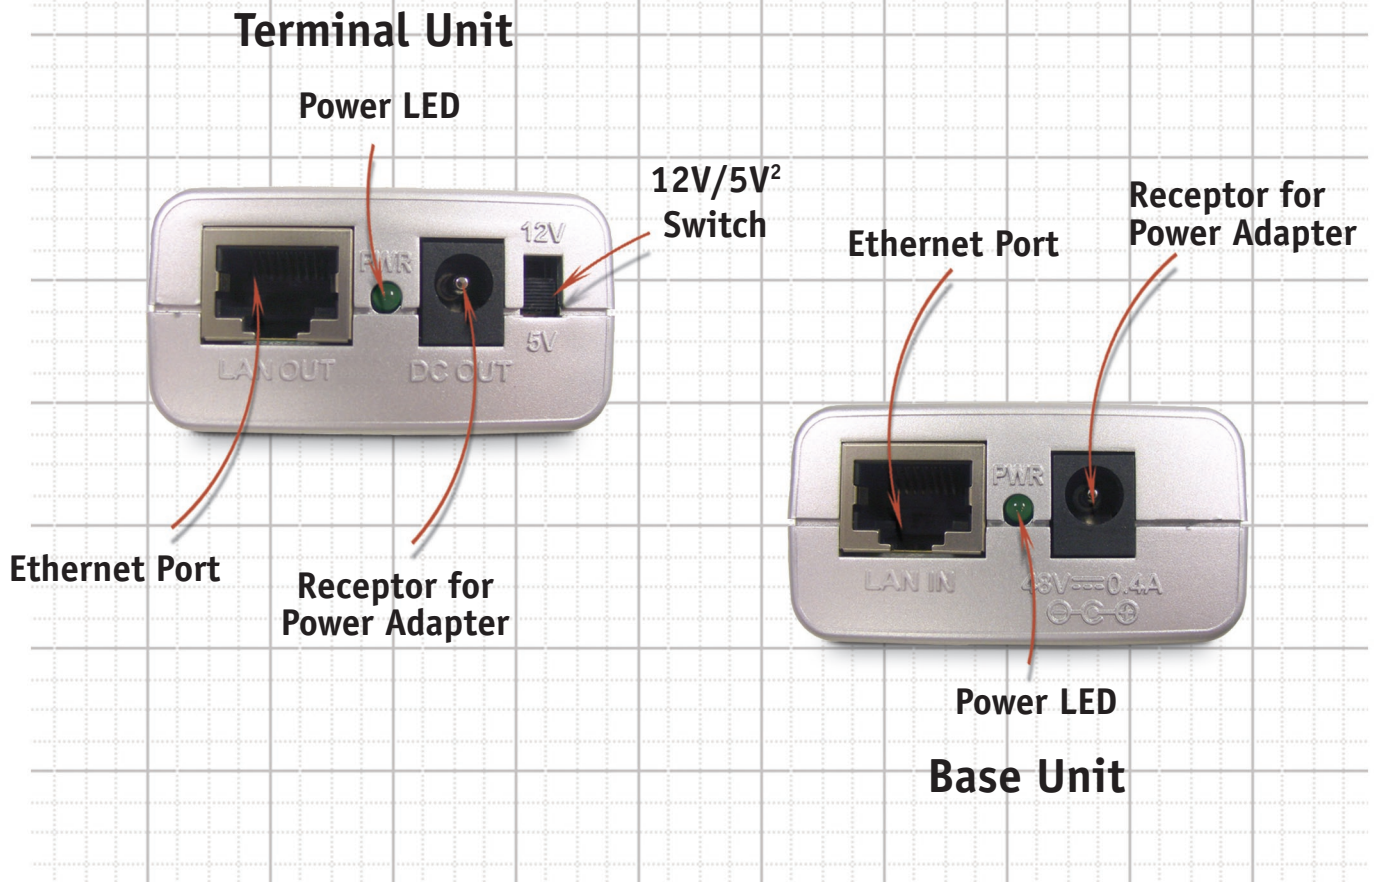 Terminal Unit
Power LED
12V/5V²
Switch
12V
PWR
5V
LAN OUT
DC OUT
Ethernet Port
Receptor for
Power Adapter
Receptor for
Power Adapter
Ethernet Port
PWR
LAN IN
48V⎓0.4A
Power LED
Base Unit